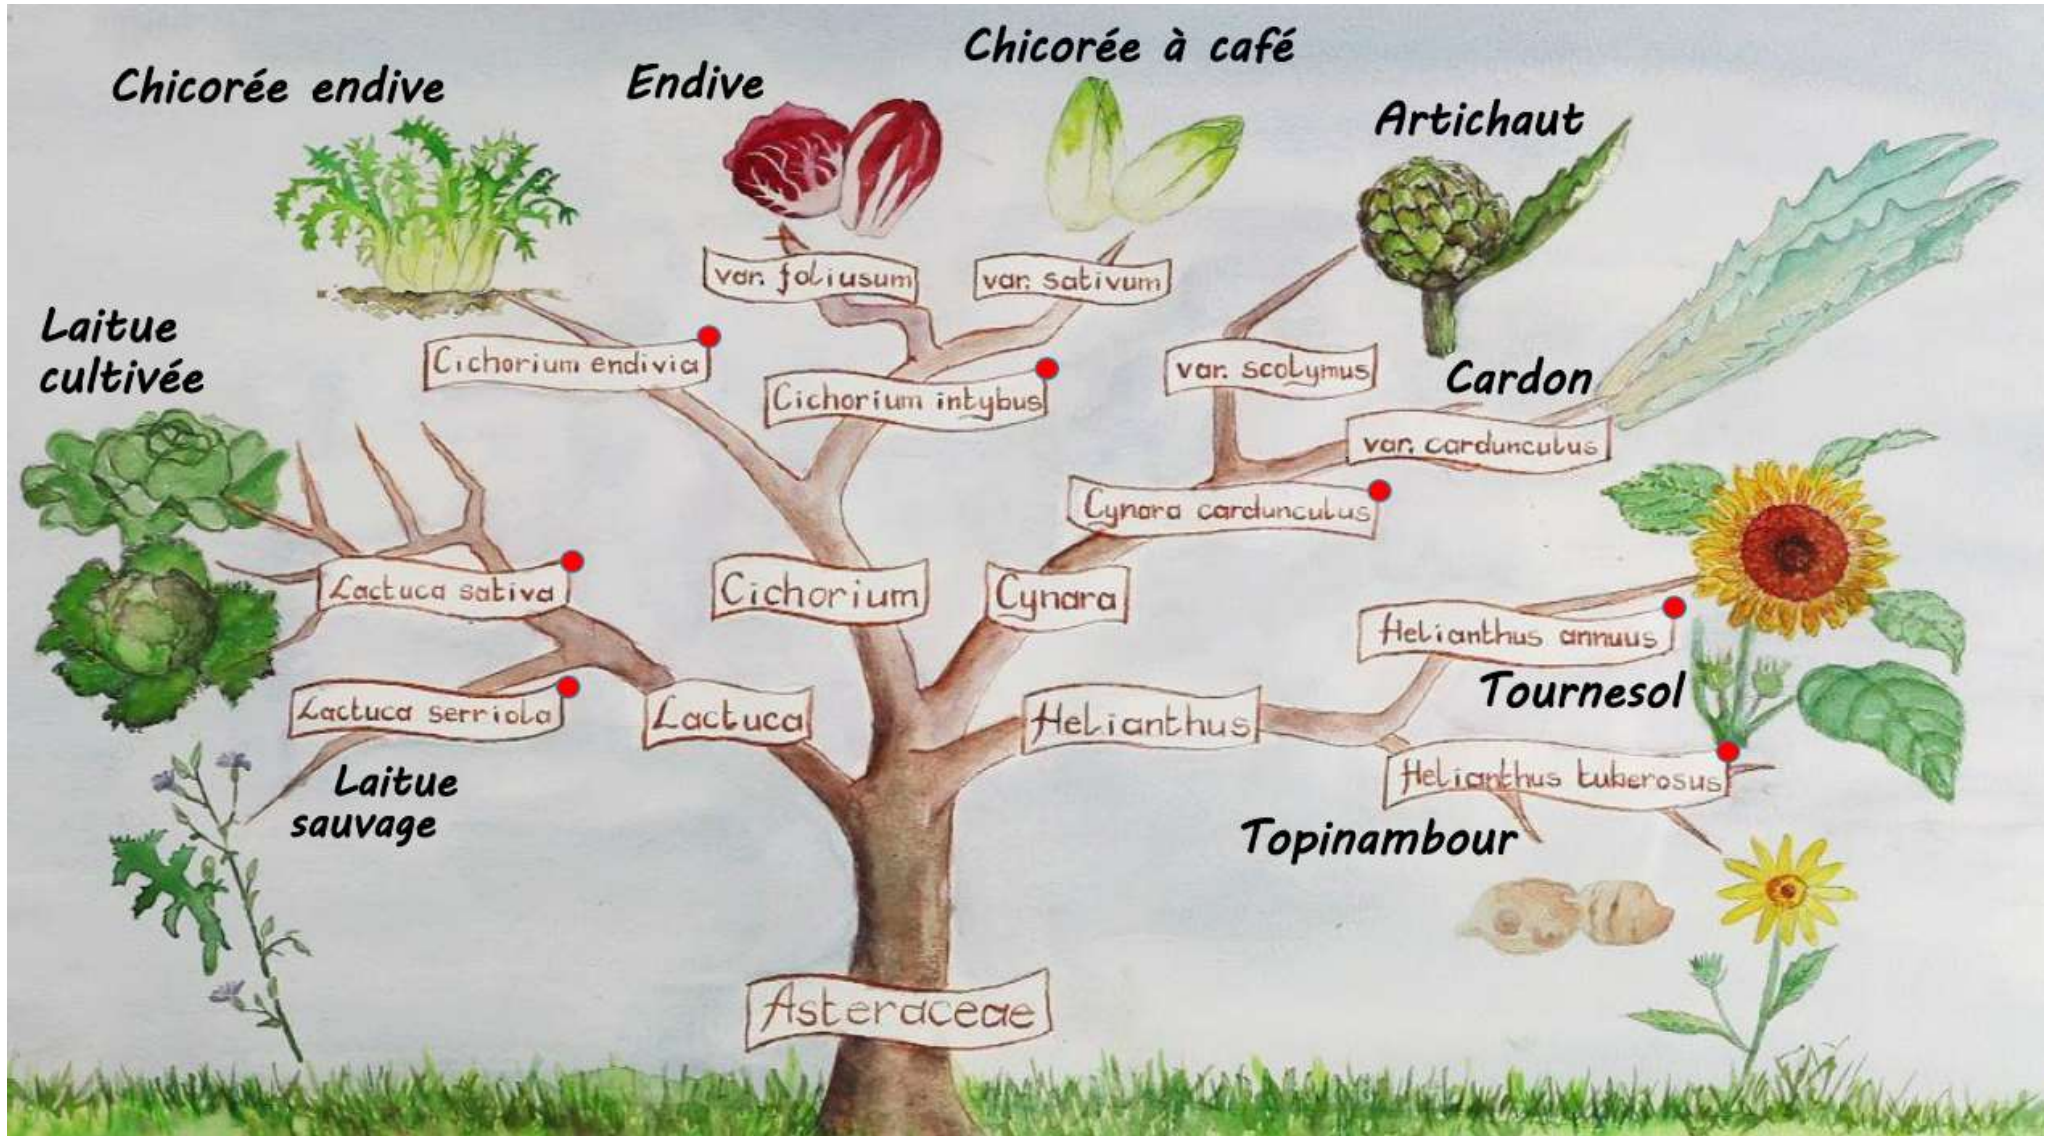 Chicorée à café
Chicorée endive
Endive
Artichaut
var. foliusum
var. sativum
Laitue
cultivée
Cichorium endivia
Cichorium intybus
var. scolymus
Cardon
var. cardunculus
Cynara cardunculus
Lactuca sativa
Cichorium
Cynara
Helianthus annuus
Tournesol
Lactuca serriola
Lactuca
Helianthus
Helianthus tuberosus
Laitue
sauvage
Topinambour
Asteraceae